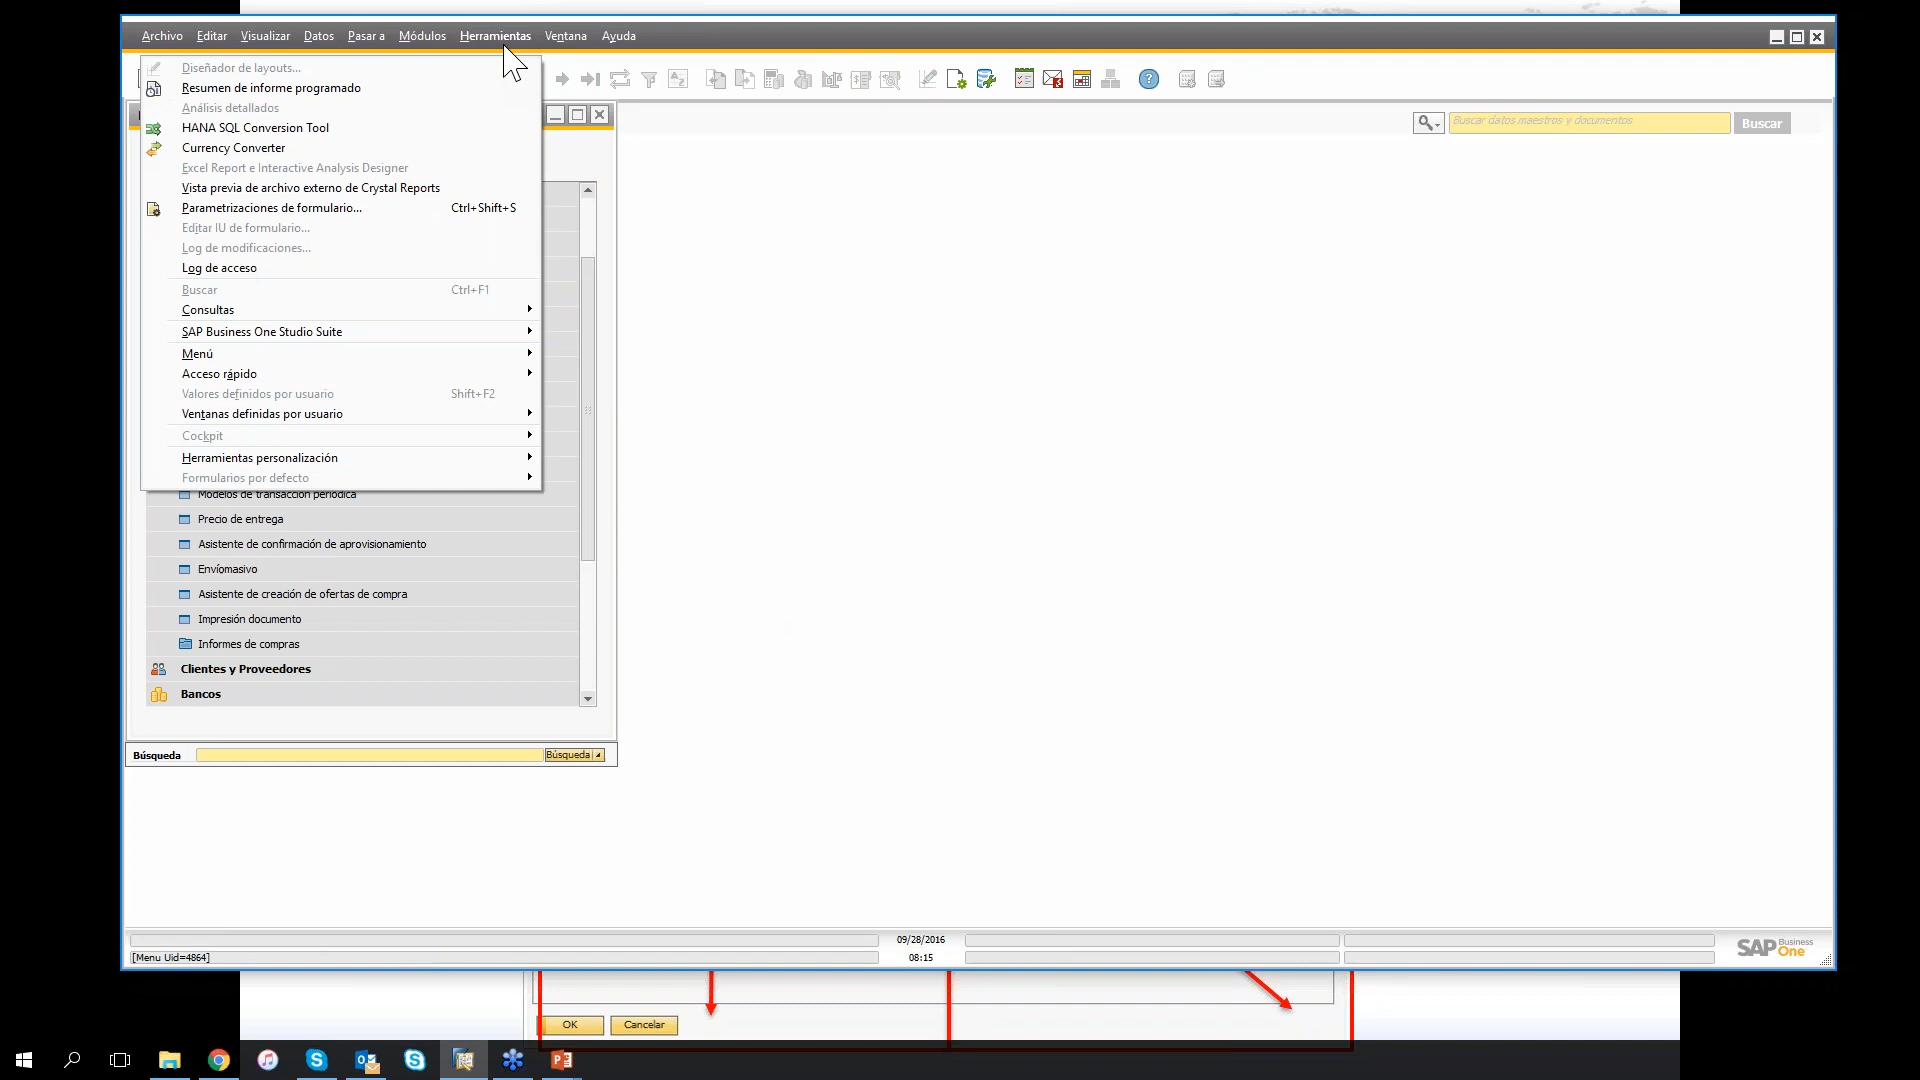 Archivo Editar Visualizar Datos Pasar a Módulos Herramientas Ventana Ayuda
Diseñador de layouts...
Resumen de informe programado
Análisis detallados
HANA SQL Conversion Tool
Currency Converter
Excel Report e Interactive Analysis Designer
Vista previa de archivo externo de Crystal Reports
Parametrizaciones de formulario... Ctrl+Shift+S
Editar IU de formulario...
Log de modificaciones...
Log de acceso
Buscar Ctrl+F1
Consultas
SAP Business One Studio Suite
Menú
Acceso rápido
Valores definidos por usuario Shift+F2
Ventanas definidas por usuario
Cockpit
Herramientas personalización
Formularios por defecto
Buscar datos maestros y documentos Buscar
Modelos de transacción periódica
Precio de entrega
Asistente de confirmación de aprovisionamiento
Envíomasivo
Asistente de creación de ofertas de compra
Impresión documento
Informes de compras
Clientes y Proveedores
Bancos
Búsqueda Búsqueda
09/28/2016
[Menu Uid=4864] 08:15
SAP Business One
OK Cancelar